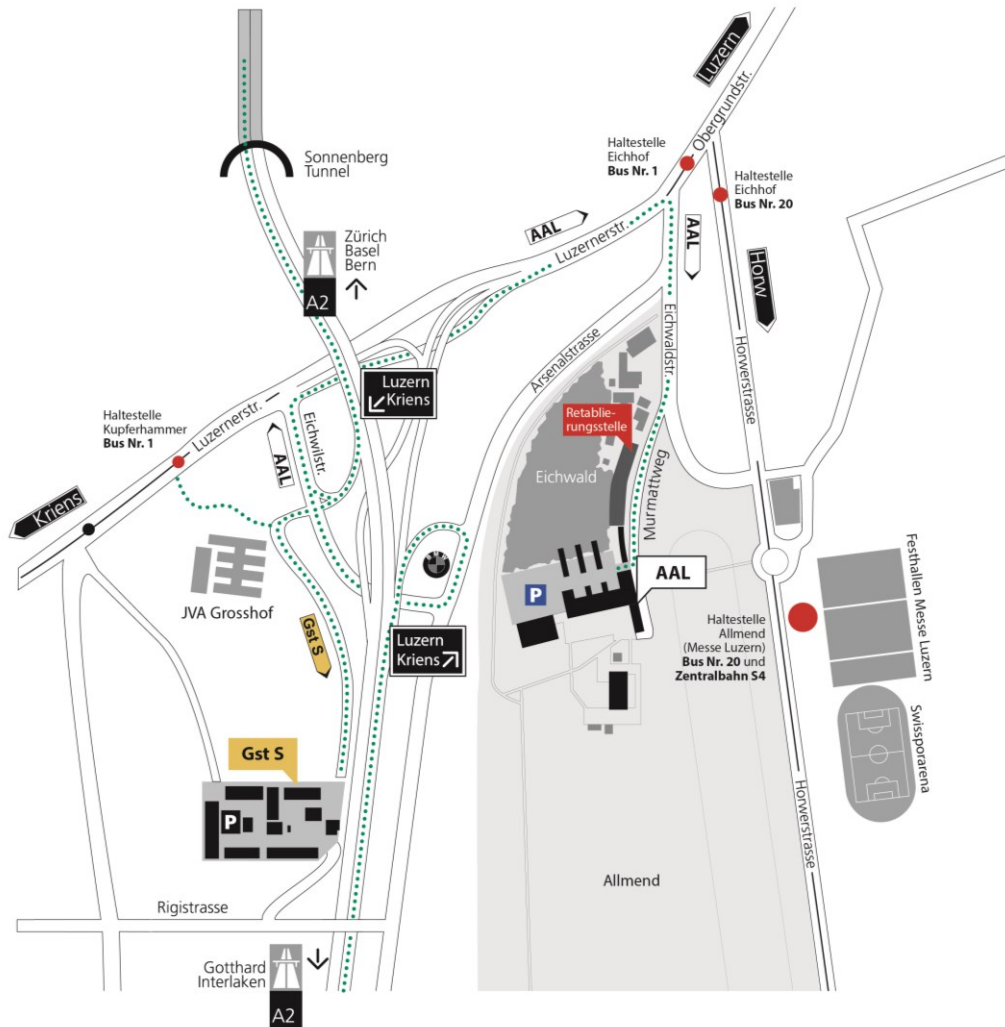 Luzern
Obergrundstr.
Haltestelle
Eichhof
Bus Nr. 1
Haltestelle
Eichhof
Bus Nr. 20
Sonnenberg
Tunnel
AAL
Luzernerstr.
AAL
Zürich
Basel
Bern
A2
Horw
Eichwaldstr.
Horwerstrasse
Arsenalstrasse
Luzern
Kriens
Haltestelle
Kupferhammer
Bus Nr. 1
Luzernerstr.
Eichwilstr.
AAL
Retablie-
rungsstelle
Eichwald
Murmattweg
Kriens
JVA Grosshof
P
AAL
Festhallen Messe Luzern
Gst S
Luzern
Kriens
Haltestelle
Allmend
(Messe Luzern)
Bus Nr. 20 und
Zentralbahn S4
Swissporarena
Gst S
P
Horwerstrasse
Allmend
Rigistrasse
Gotthard
Interlaken
A2